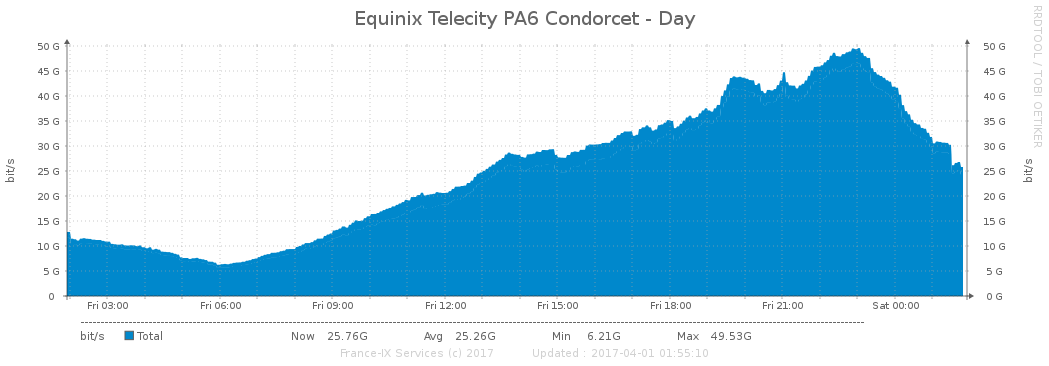 Equinix Telecity PA6 Condorcet - Day
RRDTOOL / TOBI OETIKER
bit/s
bit/s
50 G 50 G
45 G 45 G
40 G 40 G
35 G 35 G
30 G 30 G
25 G 25 G
20 G 20 G
15 G 15 G
10 G 10 G
5 G 5 G
0 0 G
Fri 03:00 Fri 06:00 Fri 09:00 Fri 12:00 Fri 15:00 Fri 18:00 Fri 21:00 Sat 00:00
bit/s Total Now 25.76G Avg 25.26G Min 6.21G Max 49.53G
France-IX Services (c) 2017 Updated : 2017-04-01 01:55:10